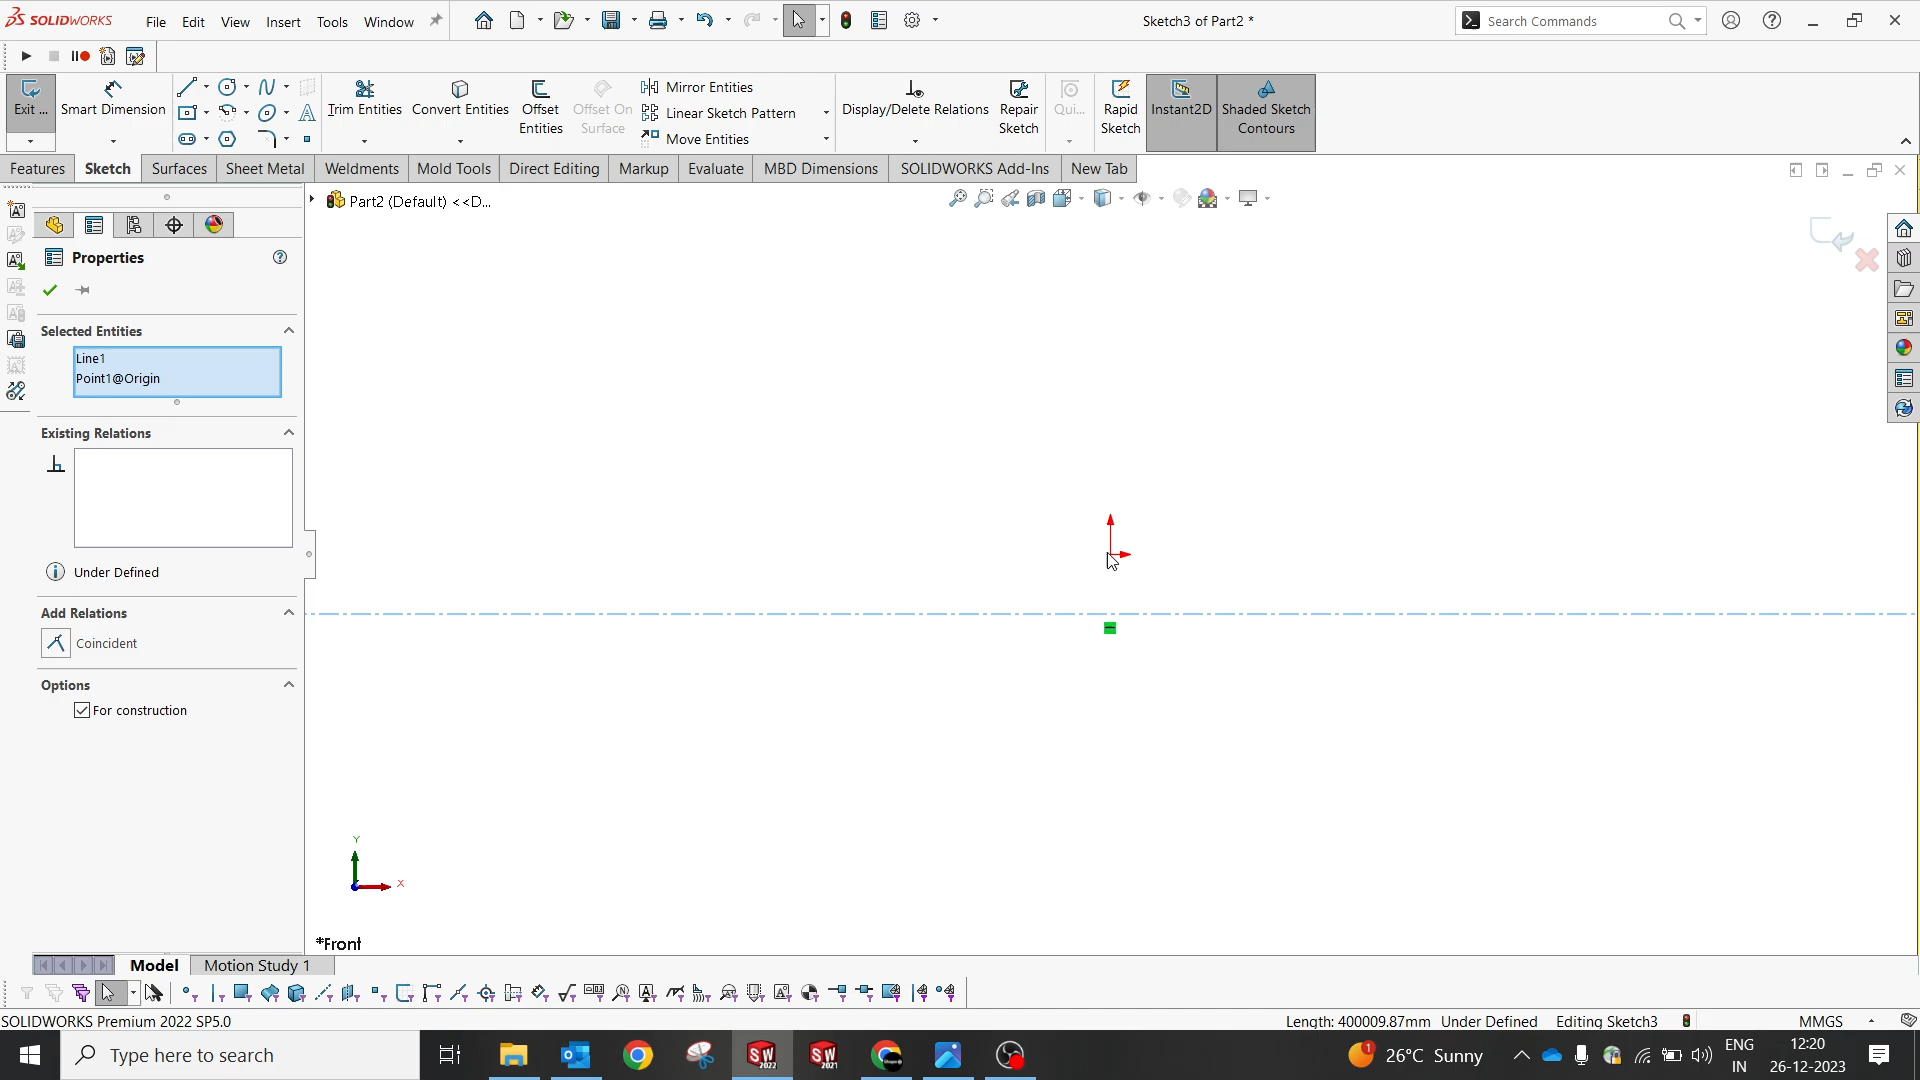 SOLIDWORKS
File Edit View Insert Tools Window
Sketch3 of Part2 *
Search Commands
Exit ...
Smart Dimension
Trim Entities
Convert Entities
Offset Entities
Offset On Surface
Mirror Entities
Linear Sketch Pattern
Move Entities
Display/Delete Relations
Repair Sketch
Qui...
Rapid Sketch
Instant2D
Shaded Sketch Contours
Features Sketch Surfaces Sheet Metal Weldments Mold Tools Direct Editing Markup Evaluate MBD Dimensions SOLIDWORKS Add-Ins New Tab
Part2 (Default) <<D...
Properties
Selected Entities
Line1
Point1@Origin
Existing Relations
Under Defined
Add Relations
Coincident
Options
For construction
Y
X
*Front
Model Motion Study 1
SOLIDWORKS Premium 2022 SP5.0
Length: 400009.87mm Under Defined Editing Sketch3 MMGS
Type here to search
SW 2022
SW 2021
1
26°C Sunny
ENG
IN
12:20
26-12-2023